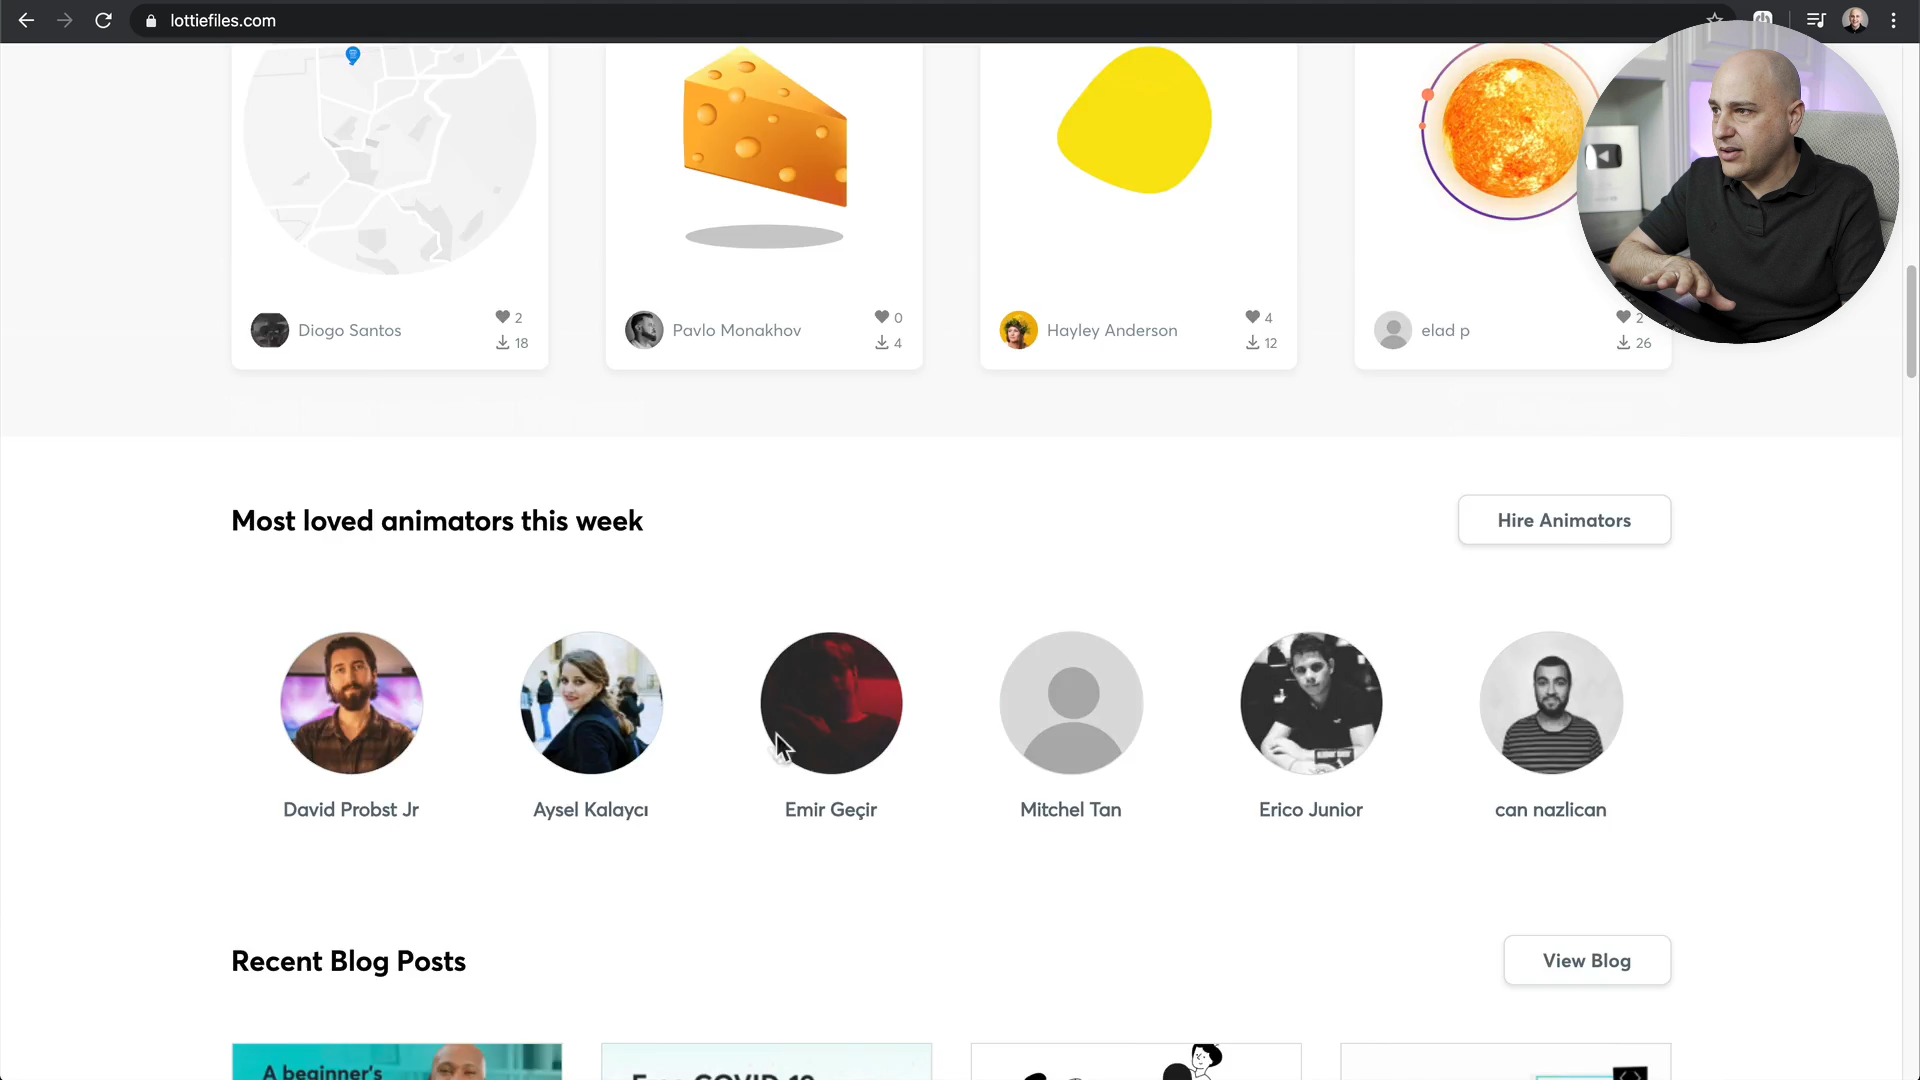 lottiefiles.com
Diogo Santos
2
18
Pavlo Monakhov
0
4
Hayley Anderson
4
12
elad p
2
26
Most loved animators this week
Hire Animators
David Probst Jr
Aysel Kalaycı
Emir Geçir
Mitchel Tan
Erico Junior
can nazlican
Recent Blog Posts
View Blog
A beginner's